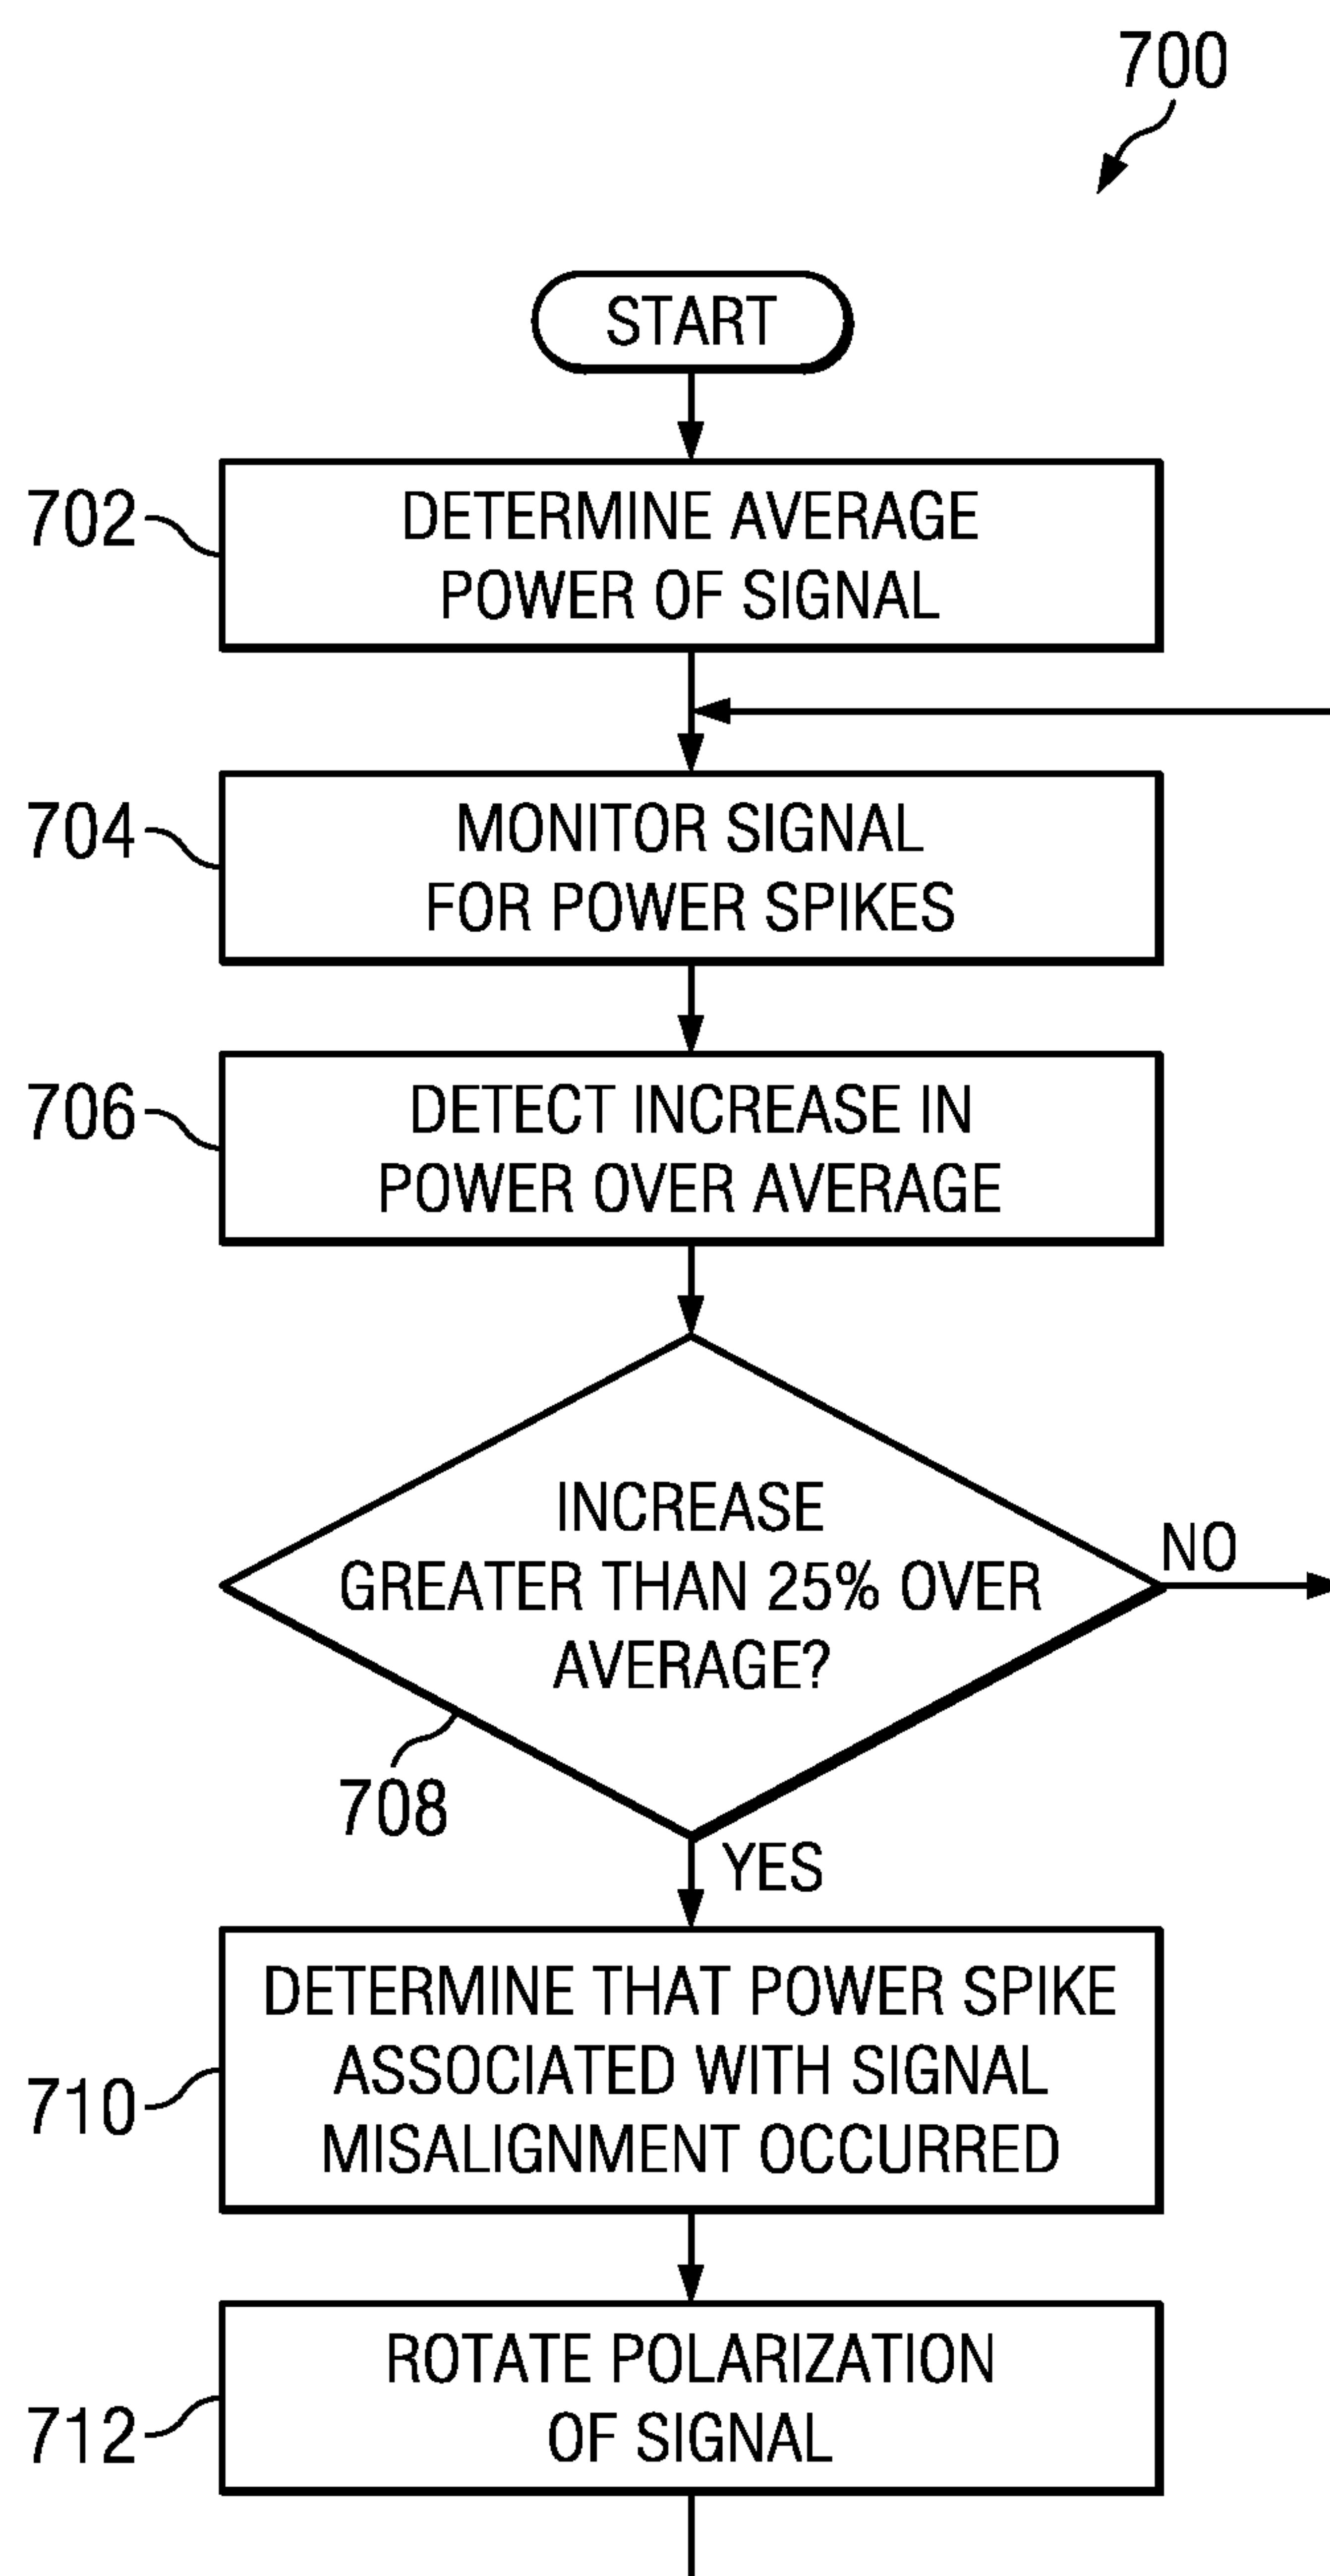 700
START
702
DETERMINE AVERAGE
POWER OF SIGNAL
704
MONITOR SIGNAL
FOR POWER SPIKES
706
DETECT INCREASE IN
POWER OVER AVERAGE
INCREASE
GREATER THAN 25% OVER
AVERAGE?
NO
708
YES
710
DETERMINE THAT POWER SPIKE
ASSOCIATED WITH SIGNAL
MISALIGNMENT OCCURRED
712
ROTATE POLARIZATION
OF SIGNAL